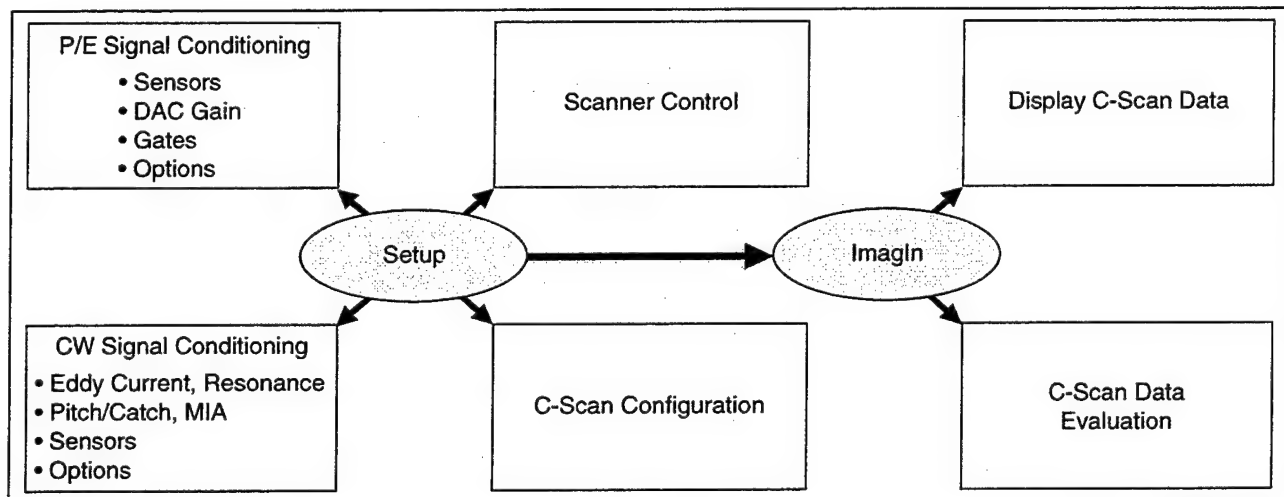 P/E Signal Conditioning
• Sensors
• DAC Gain
• Gates
• Options
Scanner Control
Display C-Scan Data
Setup
ImagIn
CW Signal Conditioning
• Eddy Current, Resonance
• Pitch/Catch, MIA
• Sensors
• Options
C-Scan Configuration
C-Scan Data
Evaluation